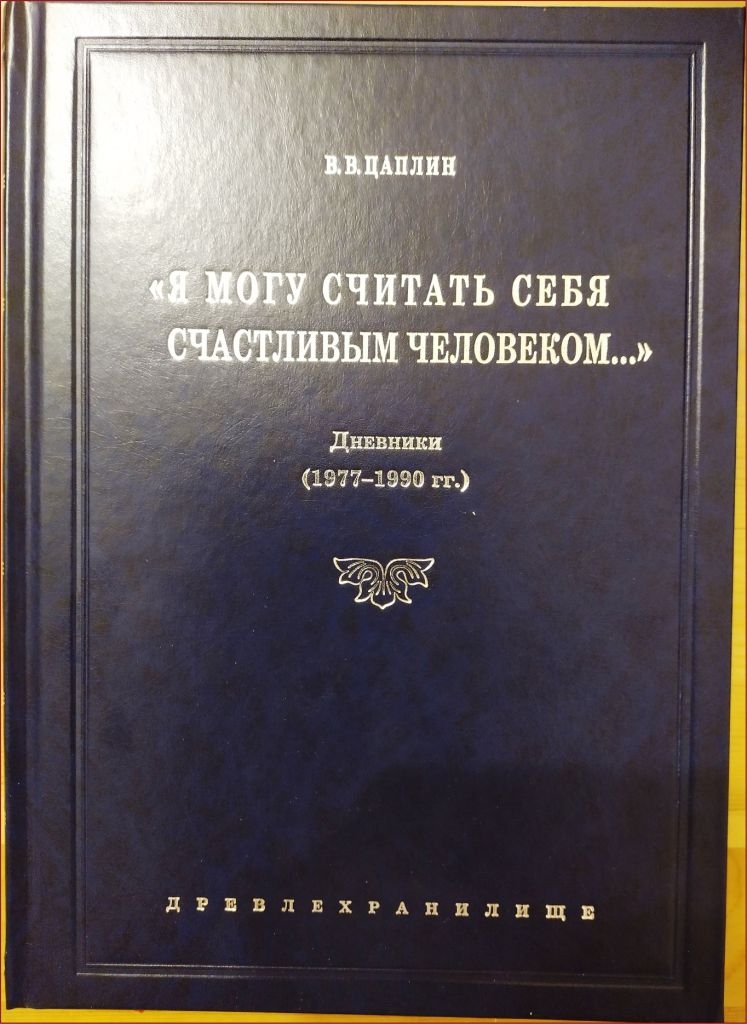 В. В. ЦАПЛИН
«Я МОГУ СЧИТАТЬ СЕБЯ
СЧАСТЛИВЫМ ЧЕЛОВЕКОМ...»
Дневники
(1977–1990 гг.)
ДРЕВЛЕХРАНИЛИЩЕ